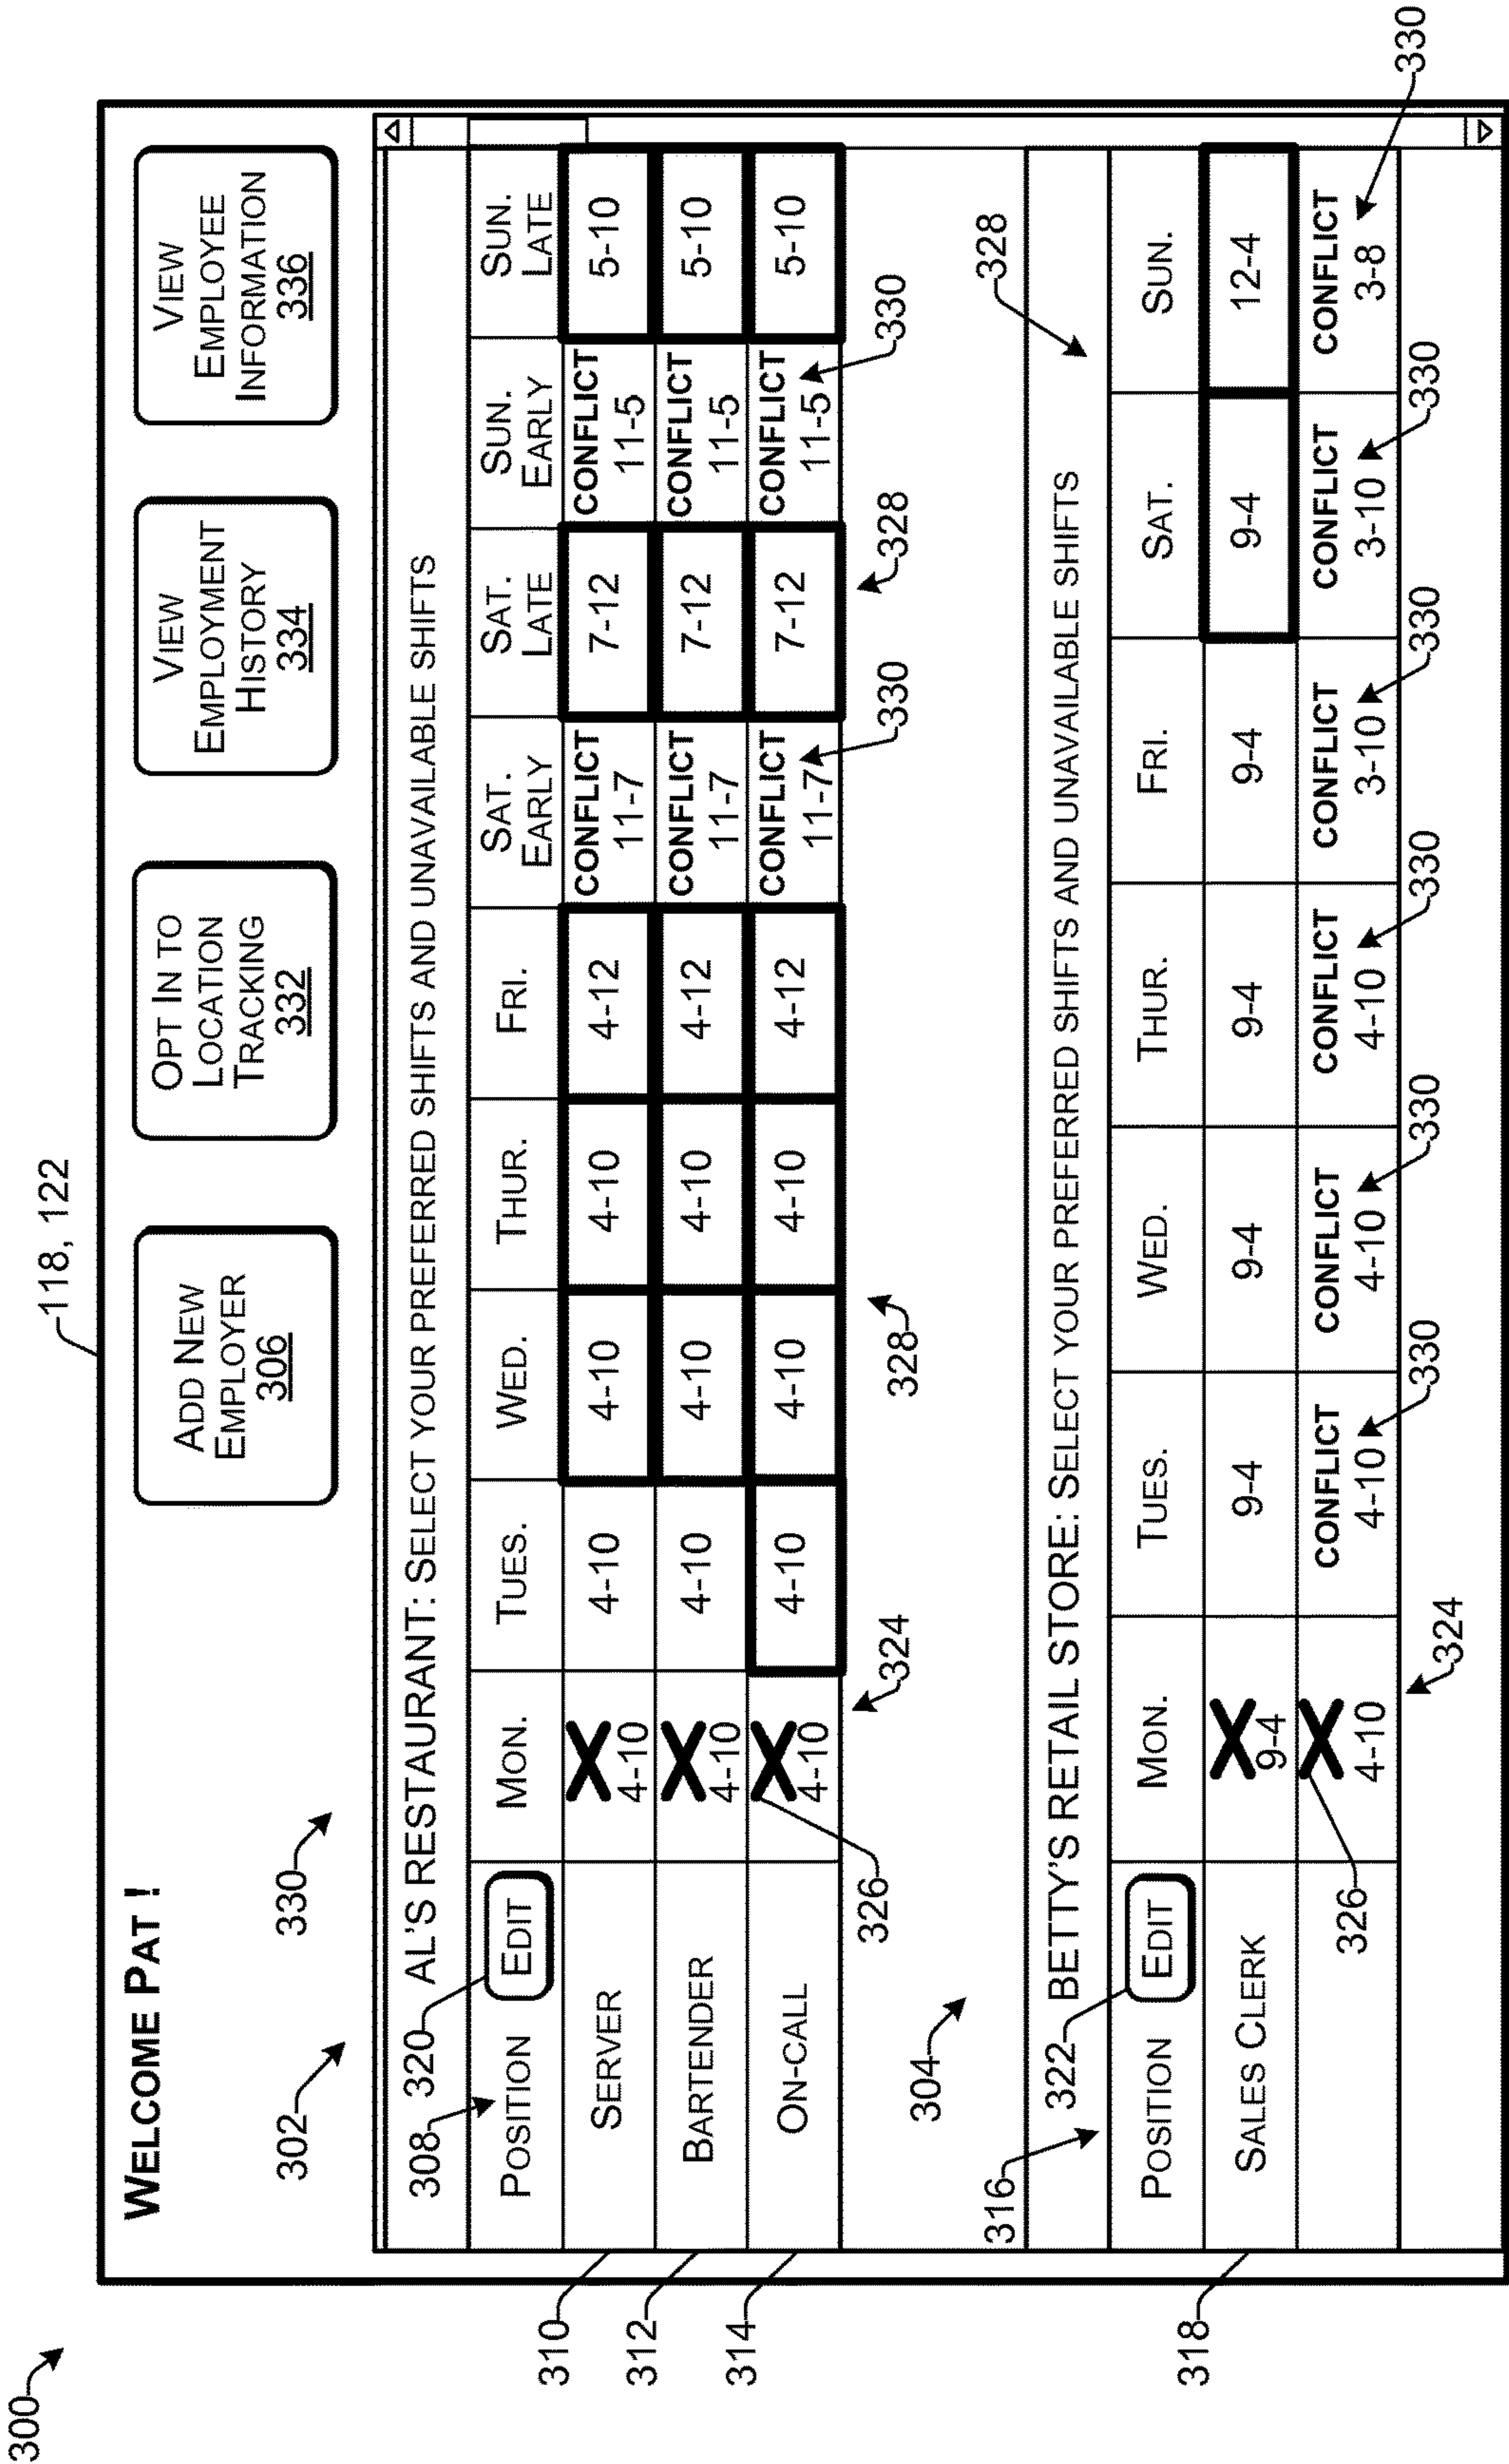 300
118, 122
WELCOME PAT !
ADD NEW
EMPLOYER
306
OPT IN TO
LOCATION
TRACKING
332
VIEW
EMPLOYMENT
HISTORY
334
VIEW
EMPLOYEE
INFORMATION
336
302
330
320
AL'S RESTAURANT: SELECT YOUR PREFERRED SHIFTS AND UNAVAILABLE SHIFTS
308
POSITION EDIT MON. TUES. WED. THUR. FRI. SAT. EARLY SAT. LATE SUN. EARLY SUN. LATE
310
SERVER X 4-10 4-10 4-10 4-10 4-12 CONFLICT 11-7 7-12 CONFLICT 11-5 5-10
312
BARTENDER X 4-10 4-10 4-10 4-10 4-12 CONFLICT 11-7 7-12 CONFLICT 11-5 5-10
314
ON-CALL X 4-10 4-10 4-10 4-10 4-12 CONFLICT 11-7 7-12 CONFLICT 11-5 5-10
326 324 328 330 328 330
304
316
322
328
BETTY'S RETAIL STORE: SELECT YOUR PREFERRED SHIFTS AND UNAVAILABLE SHIFTS
POSITION EDIT MON. TUES. WED. THUR. FRI. SAT. SUN.
318
SALES CLERK X 9-4 9-4 9-4 9-4 9-4 9-4 12-4
X 4-10 CONFLICT 4-10 CONFLICT 4-10 CONFLICT 4-10 CONFLICT 3-10 CONFLICT 3-10 CONFLICT 3-8
326 324 330 330 330 330 330 330